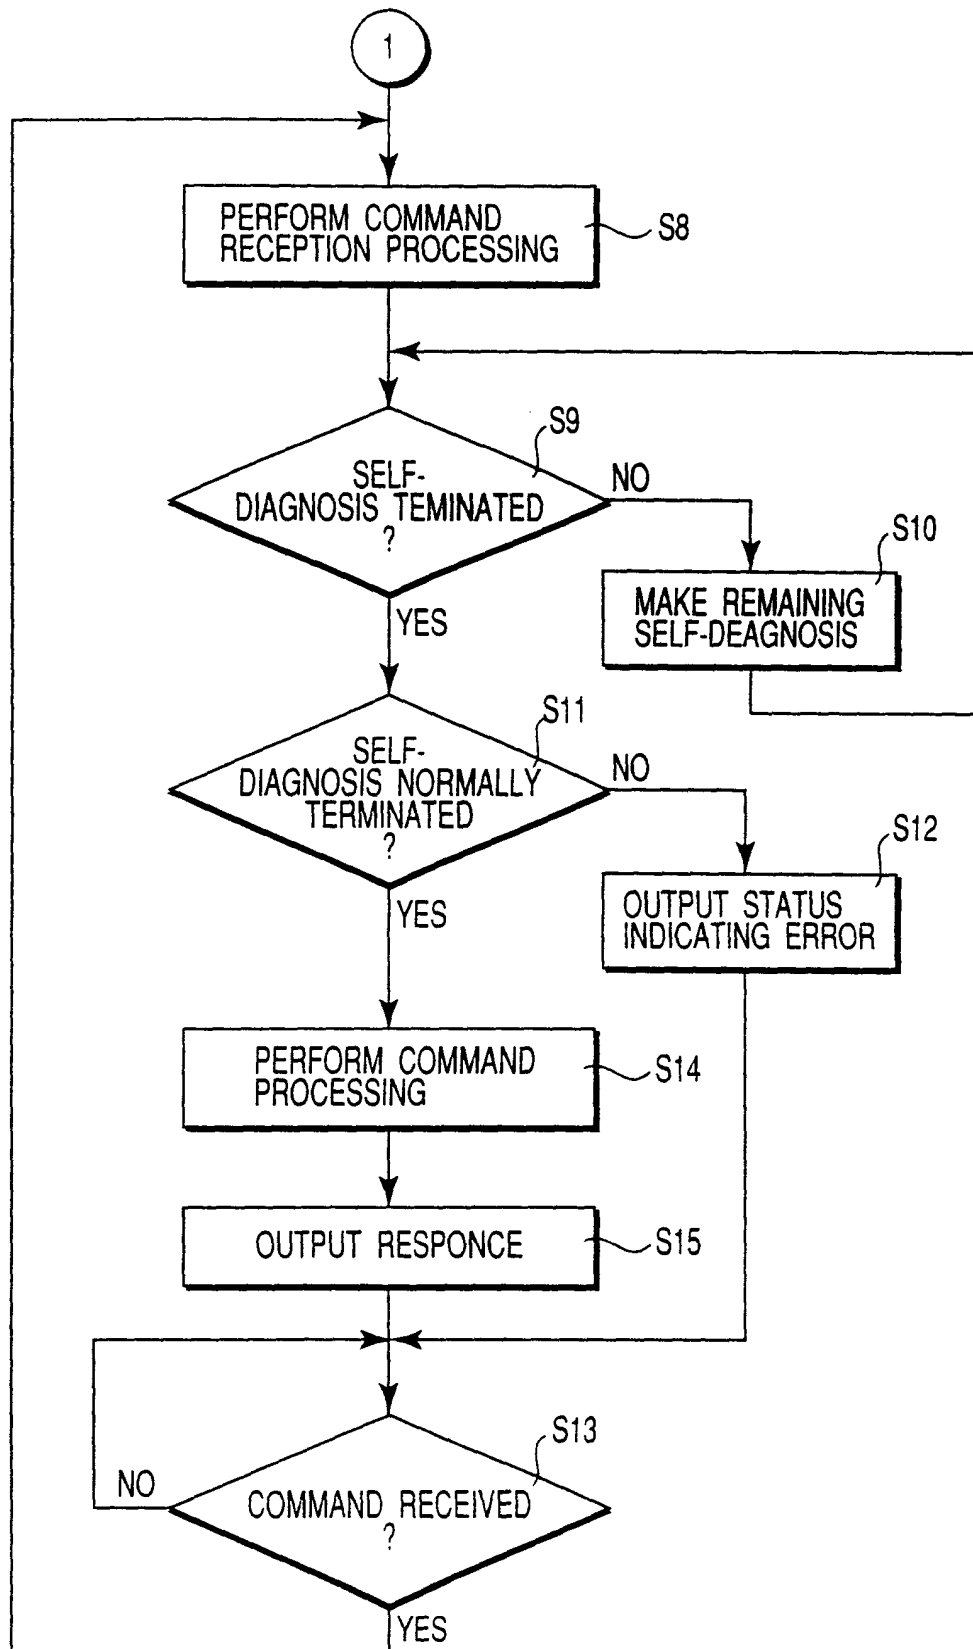 1
PERFORM COMMAND
RECEPTION PROCESSING
S8
S9
SELF-
DIAGNOSIS TEMINATED
?
NO
YES
S10
MAKE REMAINING
SELF-DEAGNOSIS
S11
SELF-
DIAGNOSIS NORMALLY
TERMINATED
?
NO
YES
S12
OUTPUT STATUS
INDICATING ERROR
PERFORM COMMAND
PROCESSING
S14
OUTPUT RESPONCE
S15
S13
COMMAND RECEIVED
?
NO
YES